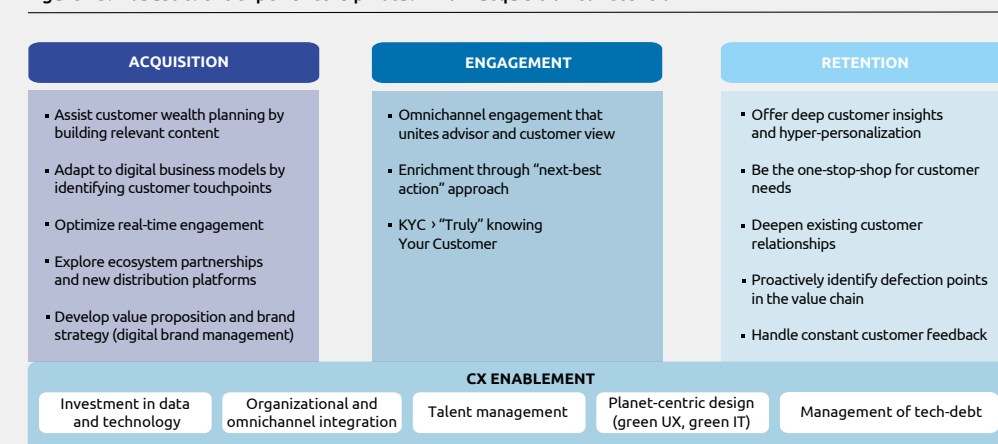 ACQUISITION
Assist customer wealth planning by
building relevant content
Adapt to digital business models by
identifying customer touchpoints
Optimize real-time engagement
Explore ecosystem partnerships
and new distribution platforms
Develop value proposition and brand
strategy (digital brand management)
ENGAGEMENT
Omnichannel engagement that
unites advisor and customer view
Enrichment through “next-best
action” approach
KYC › “Truly” knowing
Your Customer
RETENTION
Offer deep customer insights
and hyper-personalization
Be the one-stop-shop for customer
needs
Deepen existing customer
relationships
Proactively identify defection points
in the value chain
Handle constant customer feedback
CX ENABLEMENT
Investment in data
and technology
Organizational and
omnichannel integration
Talent management
Planet-centric design
(green UX, green IT)
Management of tech-debt